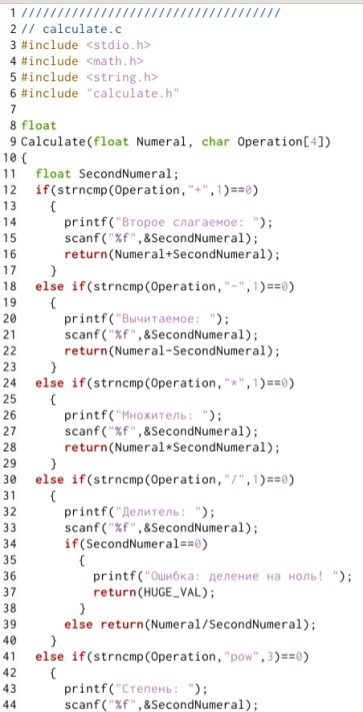 1 ////////////////////////////////////
2 // calculate.c
3 #include <stdio.h>
4 #include <math.h>
5 #include <string.h>
6 #include "calculate.h"
7
8 float
9 Calculate(float Numeral, char Operation[4])
10 {
11   float SecondNumeral;
12   if(strncmp(Operation,"+",1)==0)
13     {
14       printf("Второе слагаемое: ");
15       scanf("%f",&SecondNumeral);
16       return(Numeral+SecondNumeral);
17     }
18   else if(strncmp(Operation,"-",1)==0)
19     {
20       printf("Вычитаемое: ");
21       scanf("%f",&SecondNumeral);
22       return(Numeral-SecondNumeral);
23     }
24   else if(strncmp(Operation,"*",1)==0)
25     {
26       printf("Множитель: ");
27       scanf("%f",&SecondNumeral);
28       return(Numeral*SecondNumeral);
29     }
30   else if(strncmp(Operation,"/",1)==0)
31     {
32       printf("Делитель: ");
33       scanf("%f",&SecondNumeral);
34       if(SecondNumeral==0)
35         {
36           printf("Ошибка: деление на ноль! ");
37           return(HUGE_VAL);
38         }
39       else return(Numeral/SecondNumeral);
40     }
41   else if(strncmp(Operation,"pow",3)==0)
42     {
43       printf("Степень: ");
44       scanf("%f",&SecondNumeral);